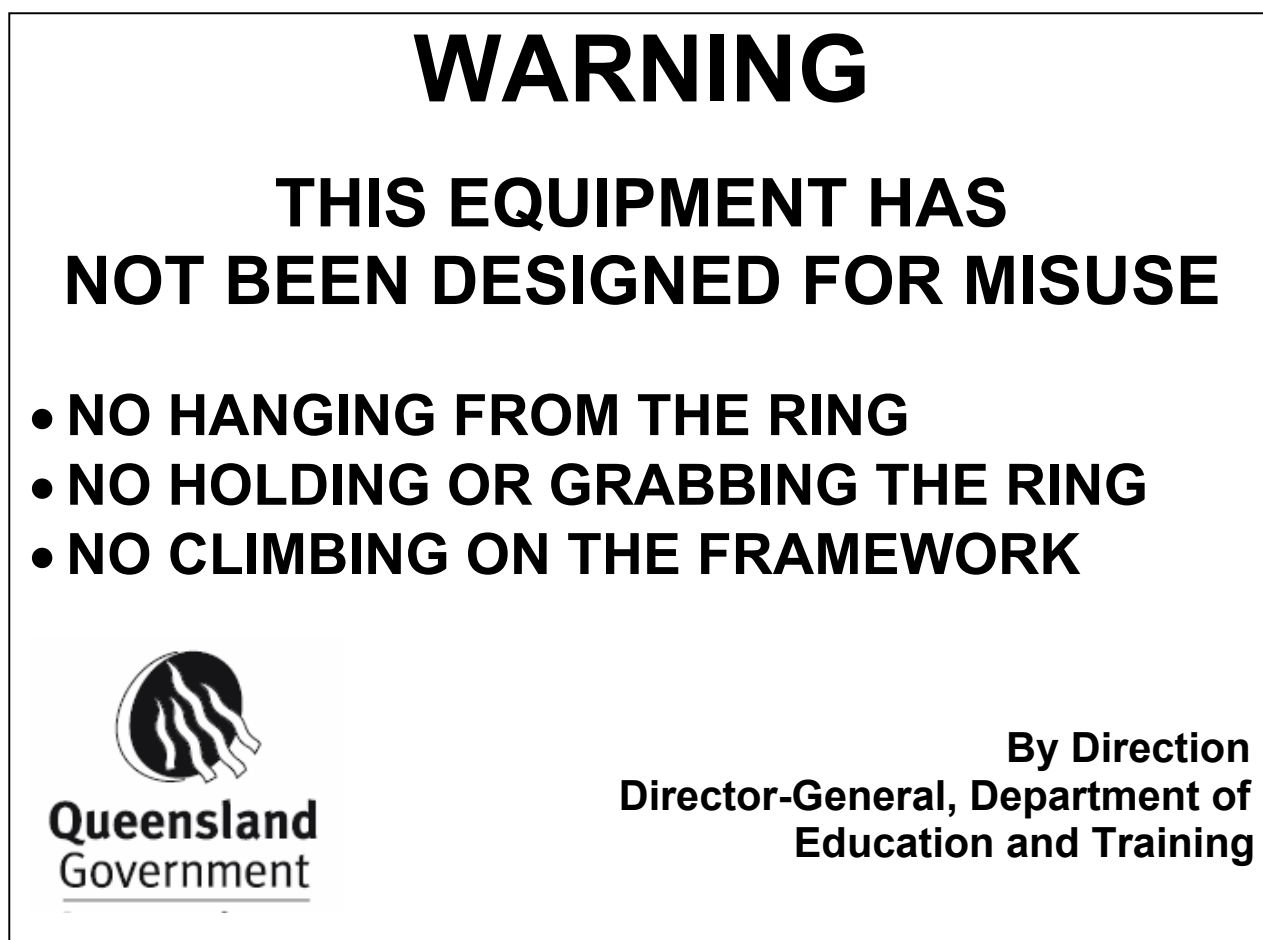 WARNING
THIS EQUIPMENT HAS
NOT BEEN DESIGNED FOR MISUSE
• NO HANGING FROM THE RING
• NO HOLDING OR GRABBING THE RING
• NO CLIMBING ON THE FRAMEWORK
Queensland
Government
By Direction
Director-General, Department of
Education and Training